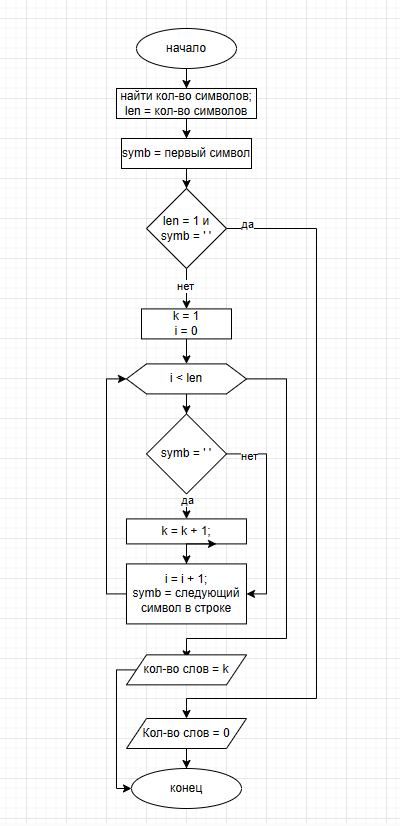 начало
найти кол-во символов;
len = кол-во символов
symb = первый символ
len = 1 и
symb = ' '
да
нет
k = 1
i = 0
i < len
symb = ' '
нет
да
k = k + 1;
i = i + 1;
symb = следующий
символ в строке
кол-во слов = k
Кол-во слов = 0
конец